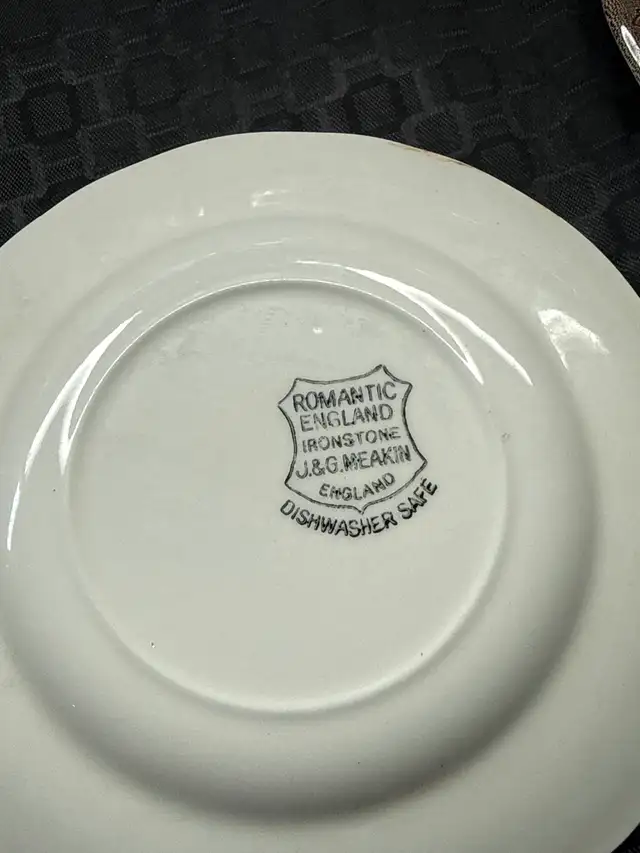 ROMANTIC
ENGLAND
IRONSTONE
J.&G.MEAKIN
ENGLAND
DISHWASHER SAFE